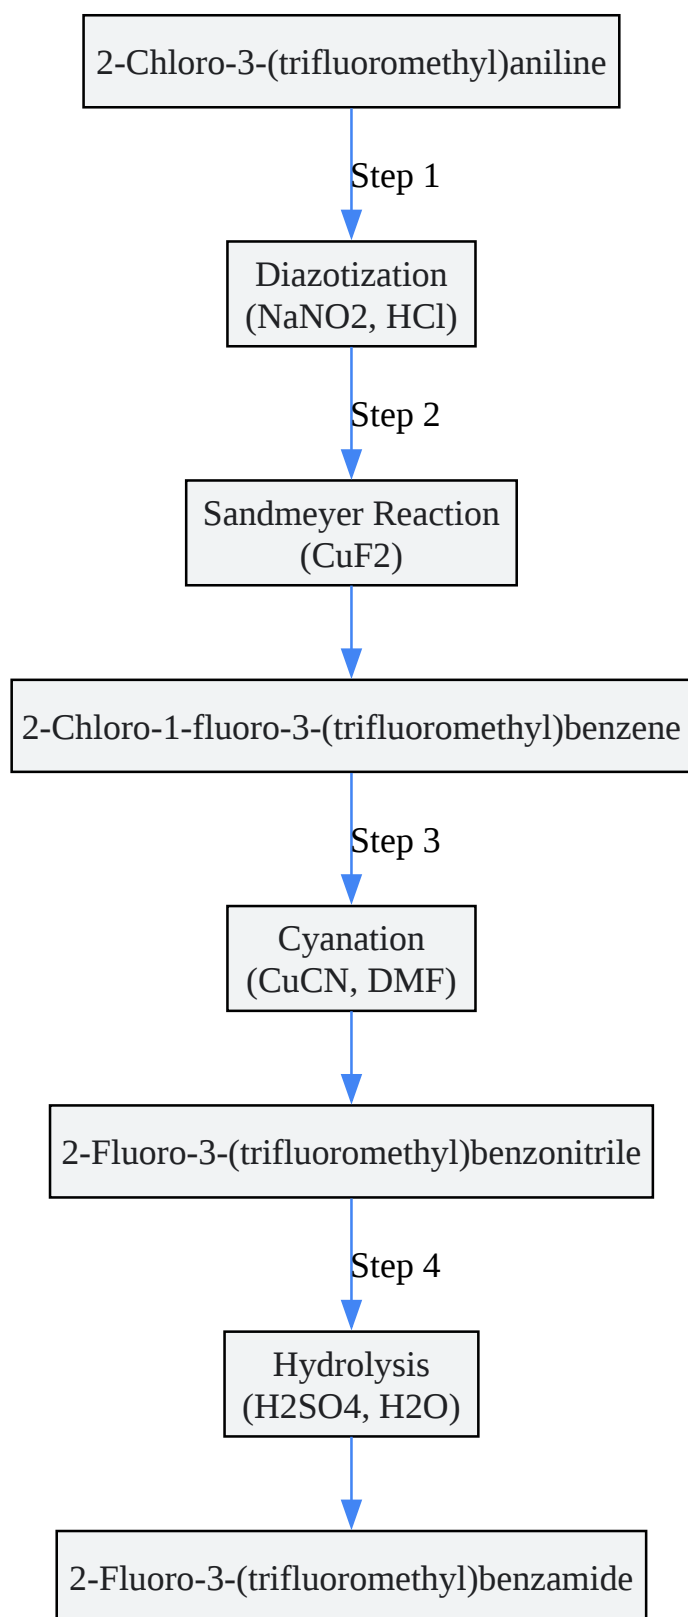 2-Chloro-3-(trifluoromethyl)aniline
Step 1
Diazotization
(NaNO2, HCl)
Step 2
Sandmeyer Reaction
(CuF2)
2-Chloro-1-fluoro-3-(trifluoromethyl)benzene
Step 3
Cyanation
(CuCN, DMF)
2-Fluoro-3-(trifluoromethyl)benzonitrile
Step 4
Hydrolysis
(H2SO4, H2O)
2-Fluoro-3-(trifluoromethyl)benzamide